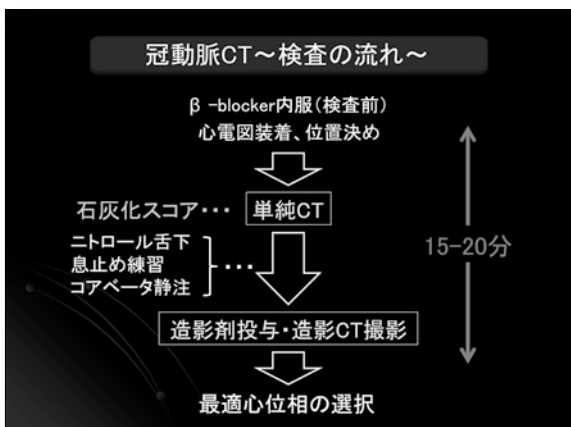 冠動脈CT～検査の流れ～
β-blocker内服（検査前）
心電図装着、位置決め
石灰化スコア･･･ 単純CT
ニトロール舌下
息止め練習
コアベータ静注
･･･
15-20分
造影剤投与・造影CT撮影
最適心位相の選択